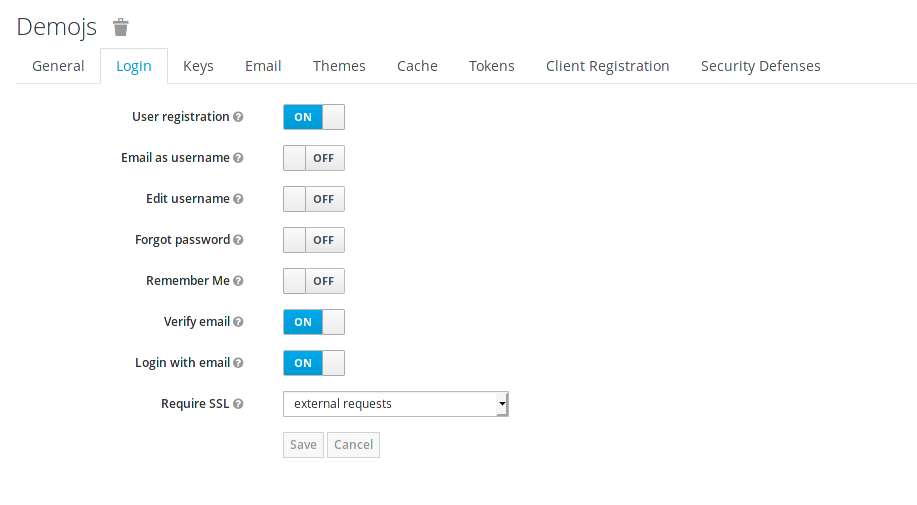 Demojs
General Login Keys Email Themes Cache Tokens Client Registration Security Defenses
User registration ? ON
Email as username ? OFF
Edit username ? OFF
Forgot password ? OFF
Remember Me ? OFF
Verify email ? ON
Login with email ? ON
Require SSL ? external requests
Save Cancel